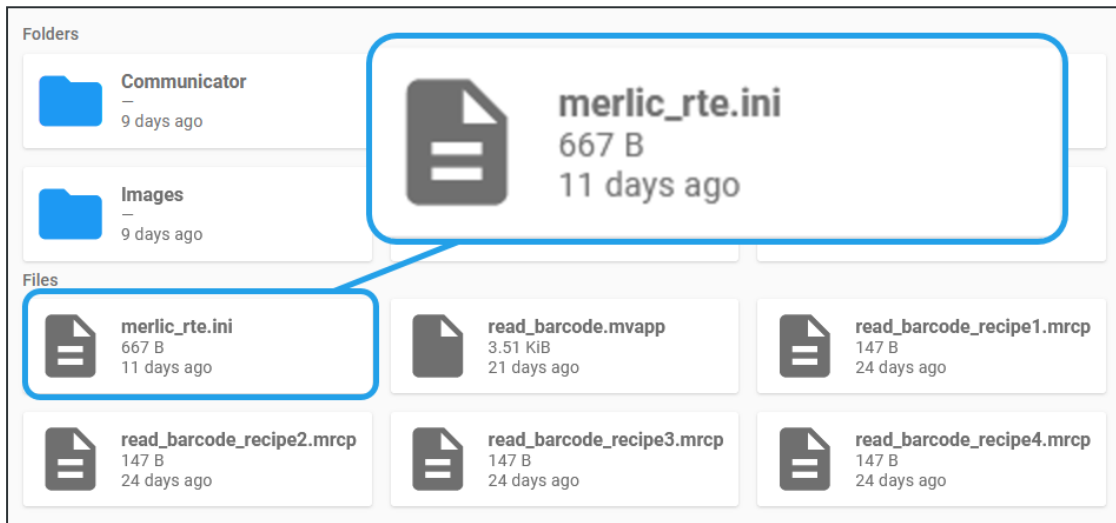 Folders
Communicator
–
9 days ago
merlic_rte.ini
667 B
11 days ago
Images
–
9 days ago
Files
merlic_rte.ini
667 B
11 days ago
read_barcode.mvapp
3.51 KiB
21 days ago
read_barcode_recipe1.mrcp
147 B
24 days ago
read_barcode_recipe2.mrcp
147 B
24 days ago
read_barcode_recipe3.mrcp
147 B
24 days ago
read_barcode_recipe4.mrcp
147 B
24 days ago